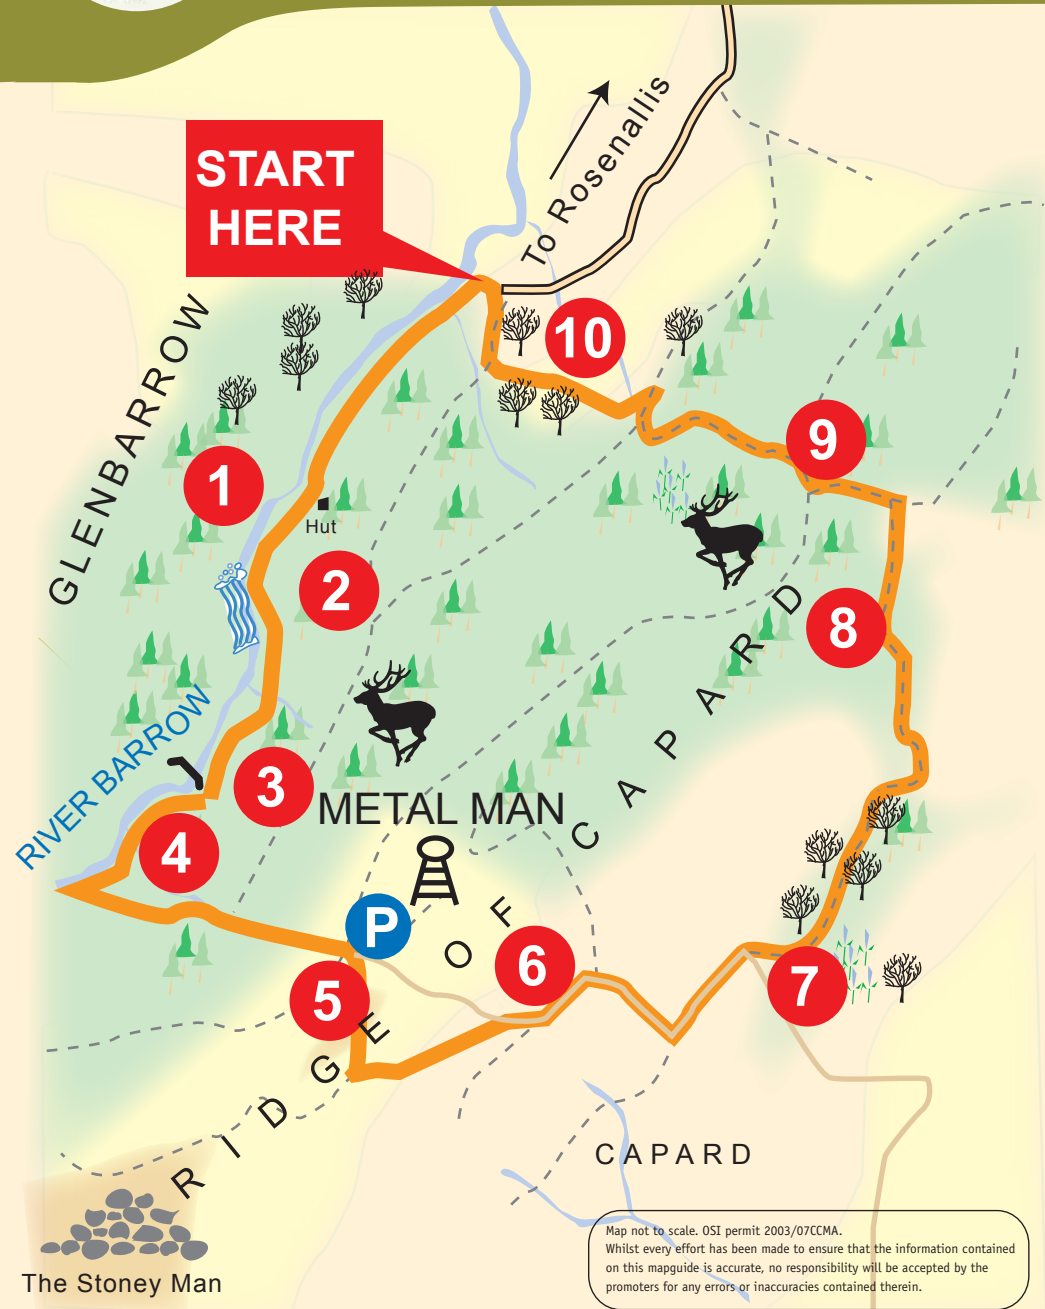 START
HERE
To Rosenallis
GLENBARROW
10
9
1
Hut
2
8
RIVER BARROW
3
METAL MAN
4
P
RIDGE OF CAPARD
6
5
7
CAPARD
The Stoney Man
Map not to scale. OSI permit 2003/07CCMA.
Whilst every effort has been made to ensure that the information contained
on this mapguide is accurate, no responsibility will be accepted by the
promoters for any errors or inaccuracies contained therein.